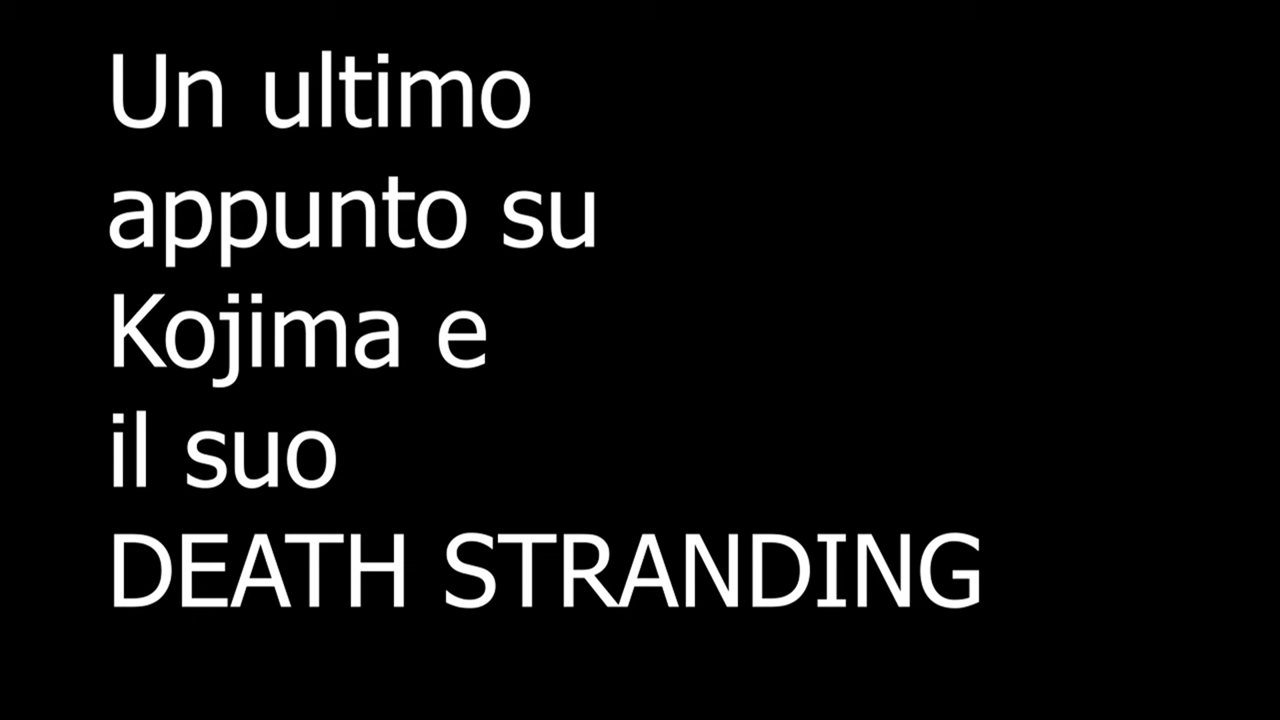 Un ultimo
appunto su
Kojima e
il suo
DEATH STRANDING